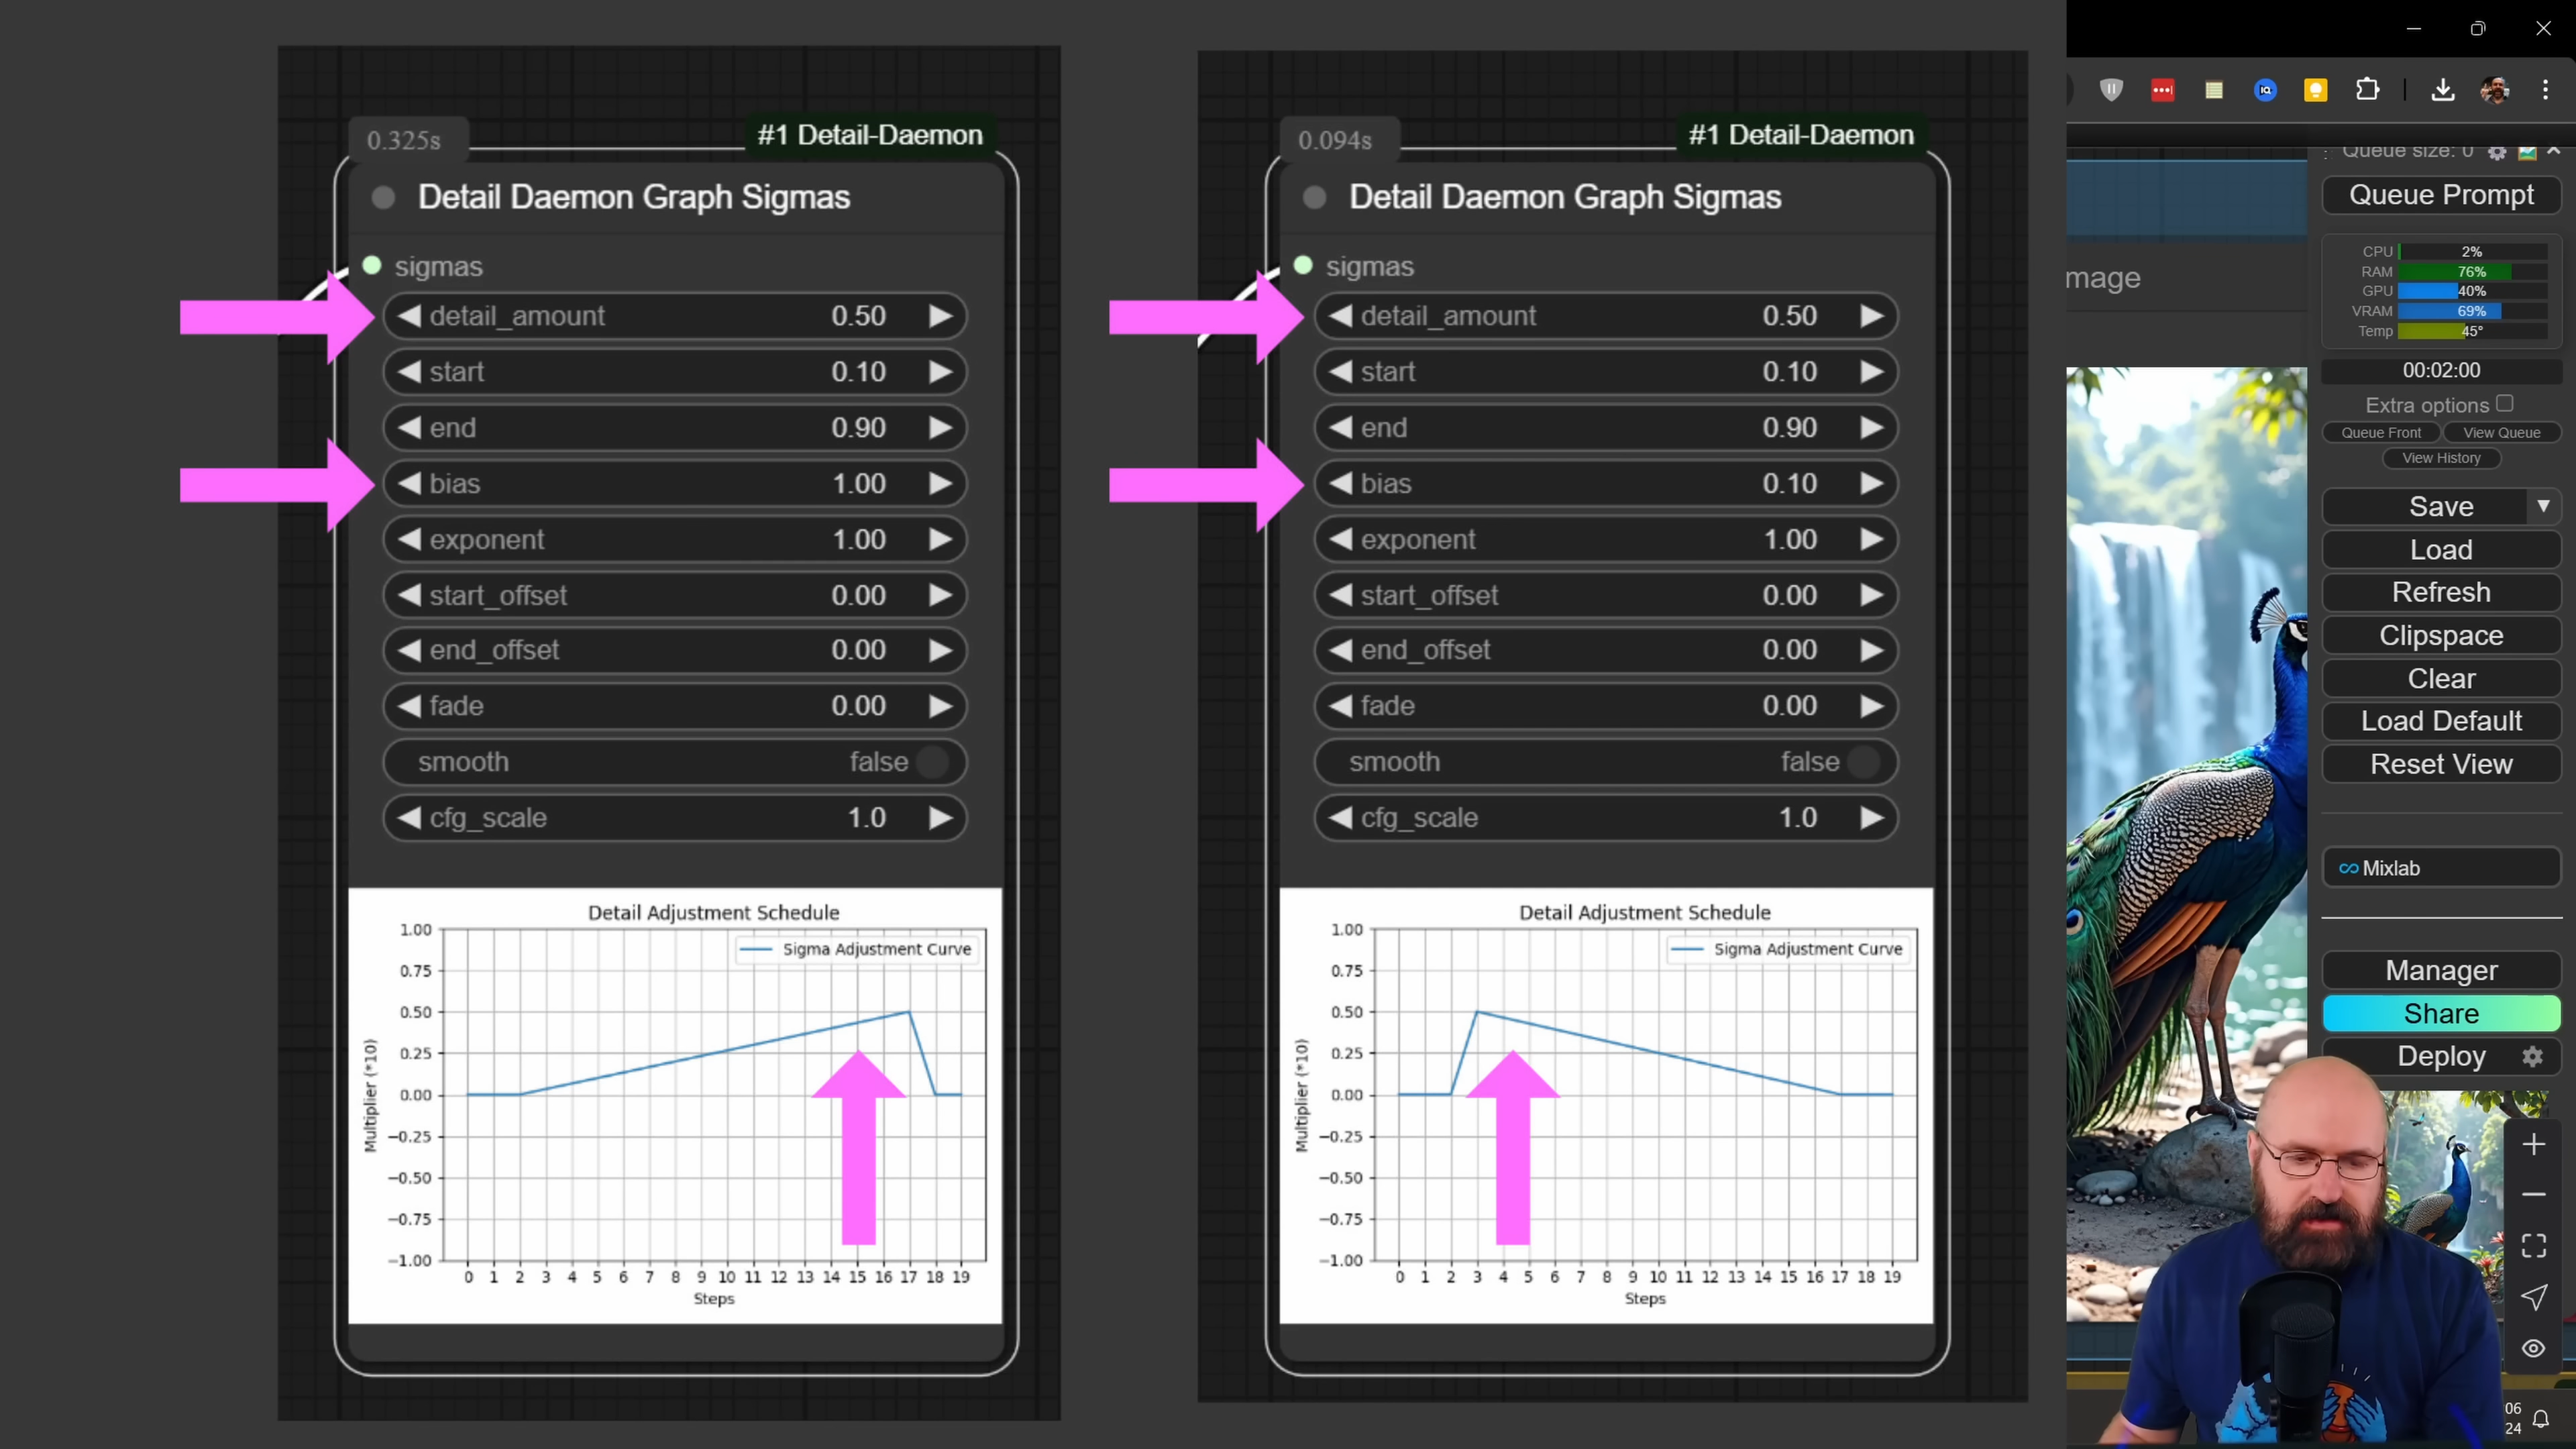 0.325s
#1 Detail-Daemon
Detail Daemon Graph Sigmas
sigmas
detail_amount 0.50
start 0.10
end 0.90
bias 1.00
exponent 1.00
start_offset 0.00
end_offset 0.00
fade 0.00
smooth false
cfg_scale 1.0
Detail Adjustment Schedule
Sigma Adjustment Curve
1.00
0.75
0.50
0.25
0.00
−0.25
−0.50
−0.75
−1.00
Multiplier (*10)
0 1 2 3 4 5 6 7 8 9 10 11 12 13 14 15 16 17 18 19
Steps
0.094s
#1 Detail-Daemon
Detail Daemon Graph Sigmas
sigmas
detail_amount 0.50
start 0.10
end 0.90
bias 0.10
exponent 1.00
start_offset 0.00
end_offset 0.00
fade 0.00
smooth false
cfg_scale 1.0
Detail Adjustment Schedule
Sigma Adjustment Curve
1.00
0.75
0.50
0.25
0.00
−0.25
−0.50
−0.75
−1.00
Multiplier (*10)
0 1 2 3 4 5 6 7 8 9 10 11 12 13 14 15 16 17 18 19
Steps
IQ
mage
Queue size: 0
Queue Prompt
CPU 2%
RAM 76%
GPU 40%
VRAM 69%
Temp 45°
00:02:00
Extra options
Queue Front View Queue
View History
Save
Load
Refresh
Clipspace
Clear
Load Default
Reset View
Mixlab
Manager
Share
Deploy
06
24